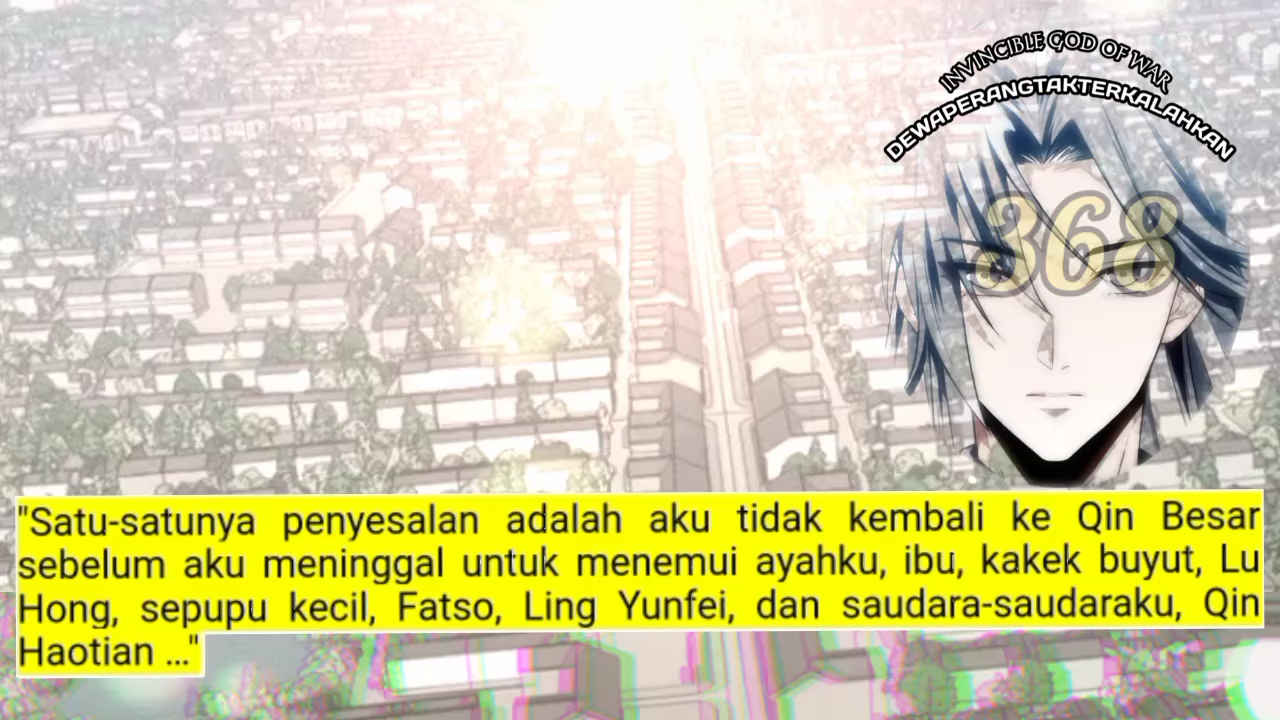 INVINCIBLE GOD OF WAR
DEWAPERANGTAKTERKALAHKAN
368
"Satu-satunya penyesalan adalah aku tidak kembali ke Qin Besar
sebelum aku meninggal untuk menemui ayahku, ibu, kakek buyut, Lu
Hong, sepupu kecil, Fatso, Ling Yunfei, dan saudara-saudaraku, Qin
Haotian ..."